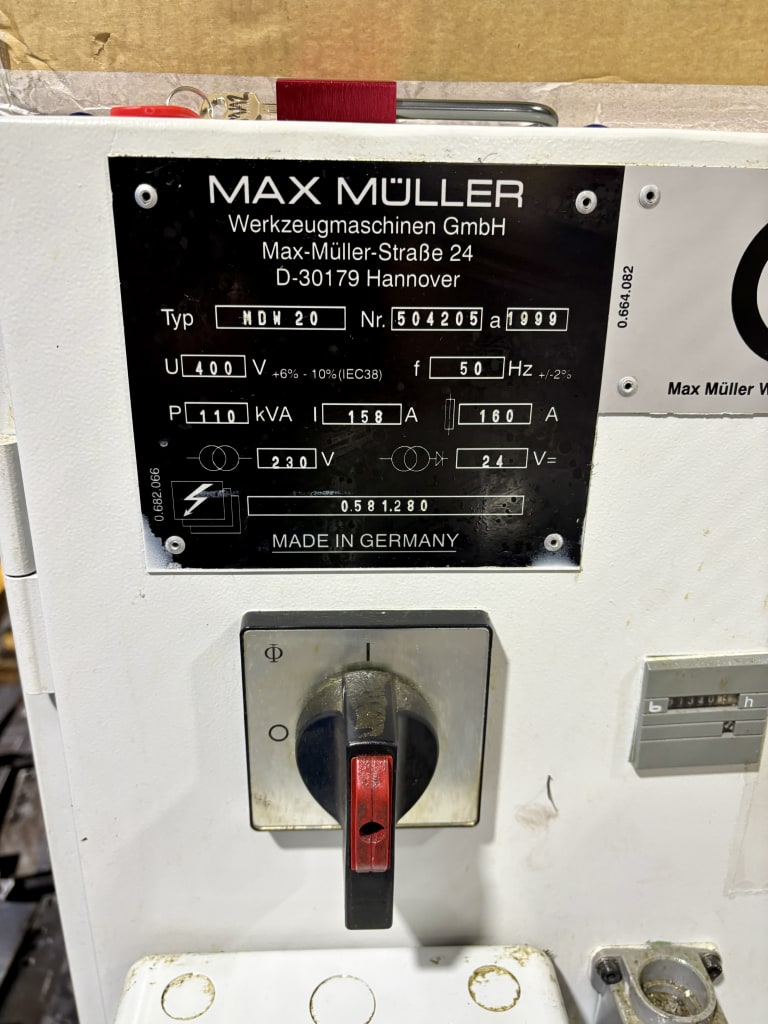 MAX MÜLLER
Werkzeugmaschinen GmbH
Max-Müller-Straße 24
D-30179 Hannover
Typ MDW 20 Nr. 504205 a 1999
U 400 V +6% - 10% (IEC38) f 50 Hz +/-2%
P 110 kVA I 158 A 160 A
230 V 24 V=
0.581.280
MADE IN GERMANY
0.682.066
0.664.082
Max Müller W
Φ I
O
h